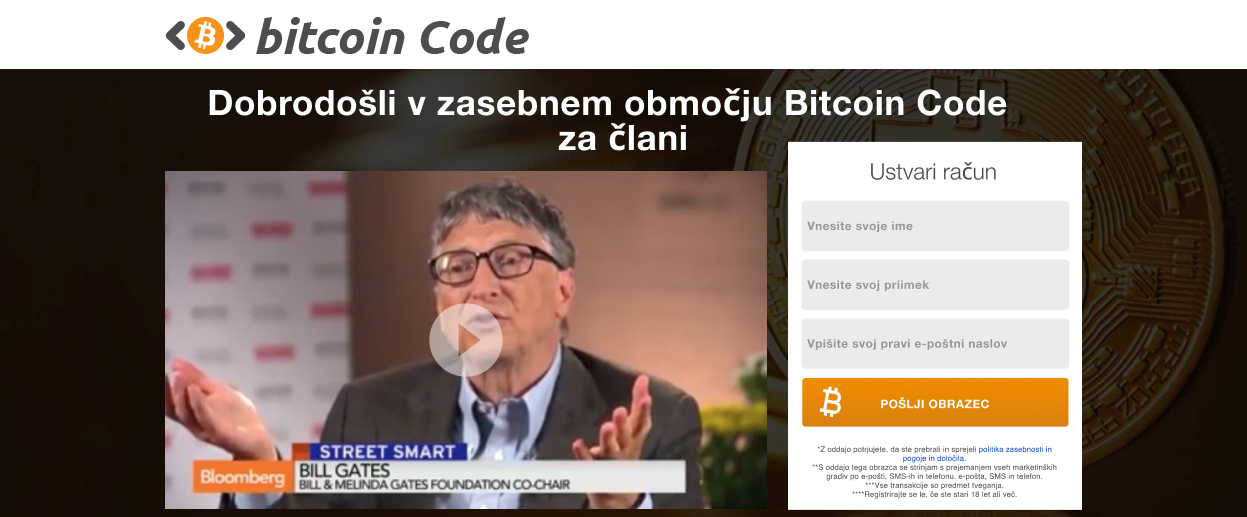 bitcoin Code
Dobrodošli v zasebnem območju Bitcoin Code
za člani
STREET SMART
Bloomberg
BILL GATES
BILL & MELINDA GATES FOUNDATION CO-CHAIR
Ustvari račun
Vnesite svoje ime
Vnesite svoj priimek
Vpišite svoj pravi e-poštni naslov
POŠLJI OBRAZEC
*Z oddajo potrjujete, da ste prebrali in sprejeli politika zasebnosti in
pogoje in določila.
**S oddajo tega obrazca se strinjam s prejemanjem vseh marketinških
gradiv po e-pošti, SMS-ih in telefonu. e-pošta, SMS in telefon.
***Vse transakcije so predmet tveganja.
****Registrirajte se le, če ste stari 18 let ali več.